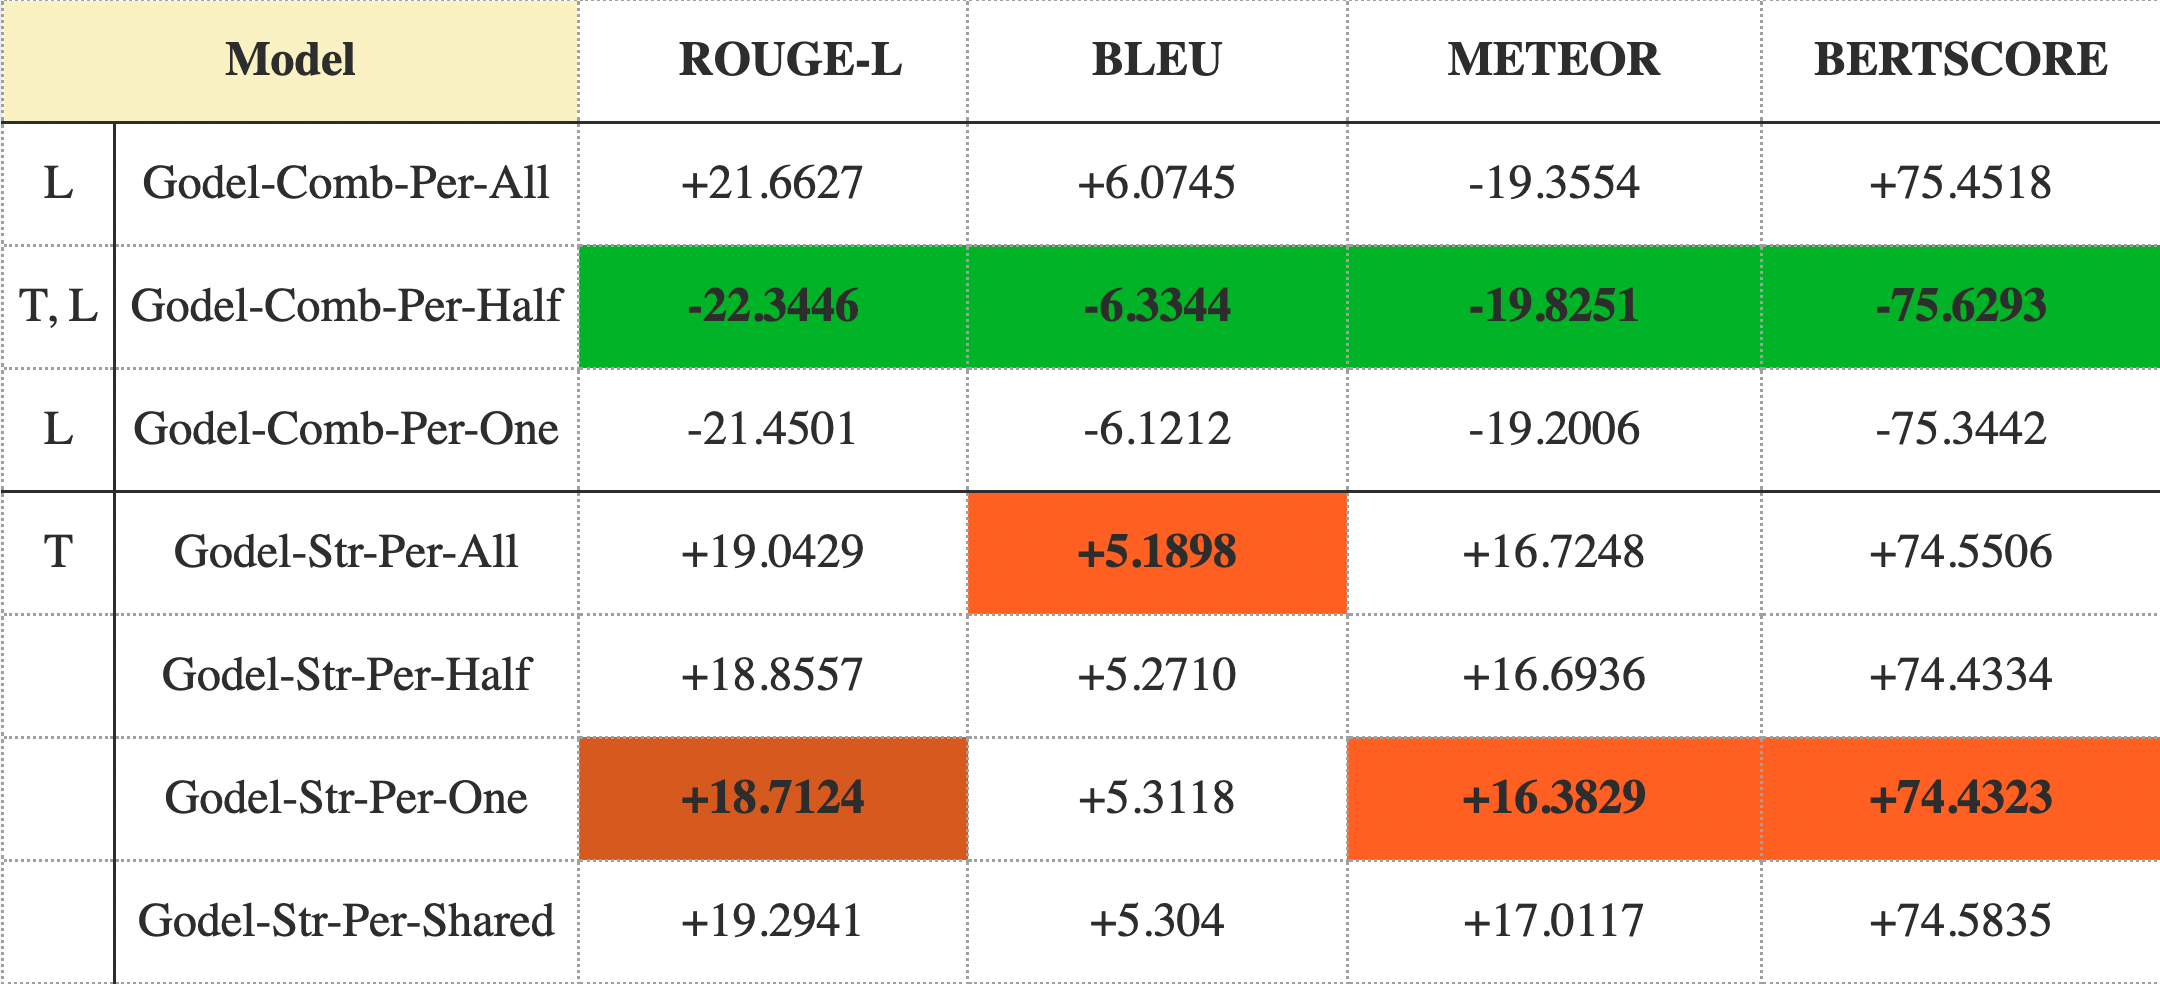 Model ROUGE-L BLEU METEOR BERTSCORE
L Godel-Comb-Per-All +21.6627 +6.0745 -19.3554 +75.4518
T, L Godel-Comb-Per-Half -22.3446 -6.3344 -19.8251 -75.6293
L Godel-Comb-Per-One -21.4501 -6.1212 -19.2006 -75.3442
T Godel-Str-Per-All +19.0429 +5.1898 +16.7248 +74.5506
Godel-Str-Per-Half +18.8557 +5.2710 +16.6936 +74.4334
Godel-Str-Per-One +18.7124 +5.3118 +16.3829 +74.4323
Godel-Str-Per-Shared +19.2941 +5.304 +17.0117 +74.5835